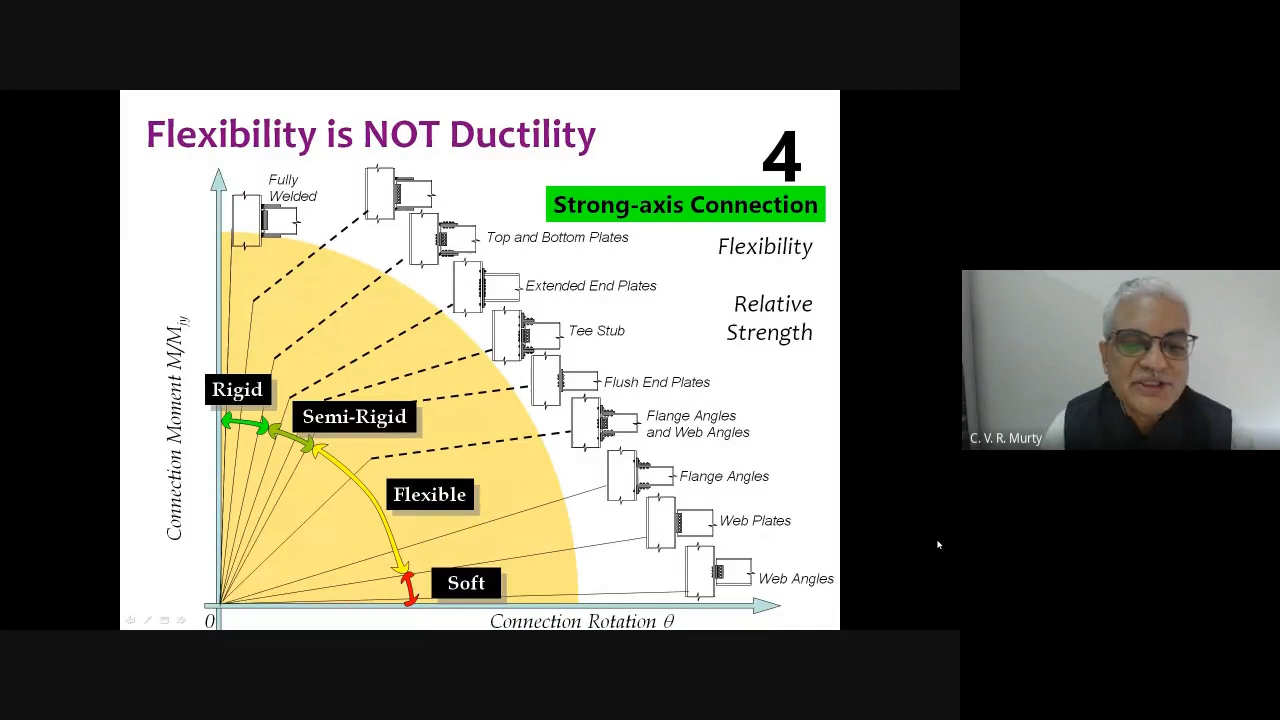 Flexibility is NOT Ductility
4
Strong-axis Connection
Flexibility
Relative
Strength
Fully
Welded
Top and Bottom Plates
Extended End Plates
Tee Stub
Flush End Plates
Flange Angles
and Web Angles
Flange Angles
Web Plates
Web Angles
Rigid
Semi-Rigid
Flexible
Soft
Connection Moment M/Mjy
0
Connection Rotation θ
C. V. R. Murty